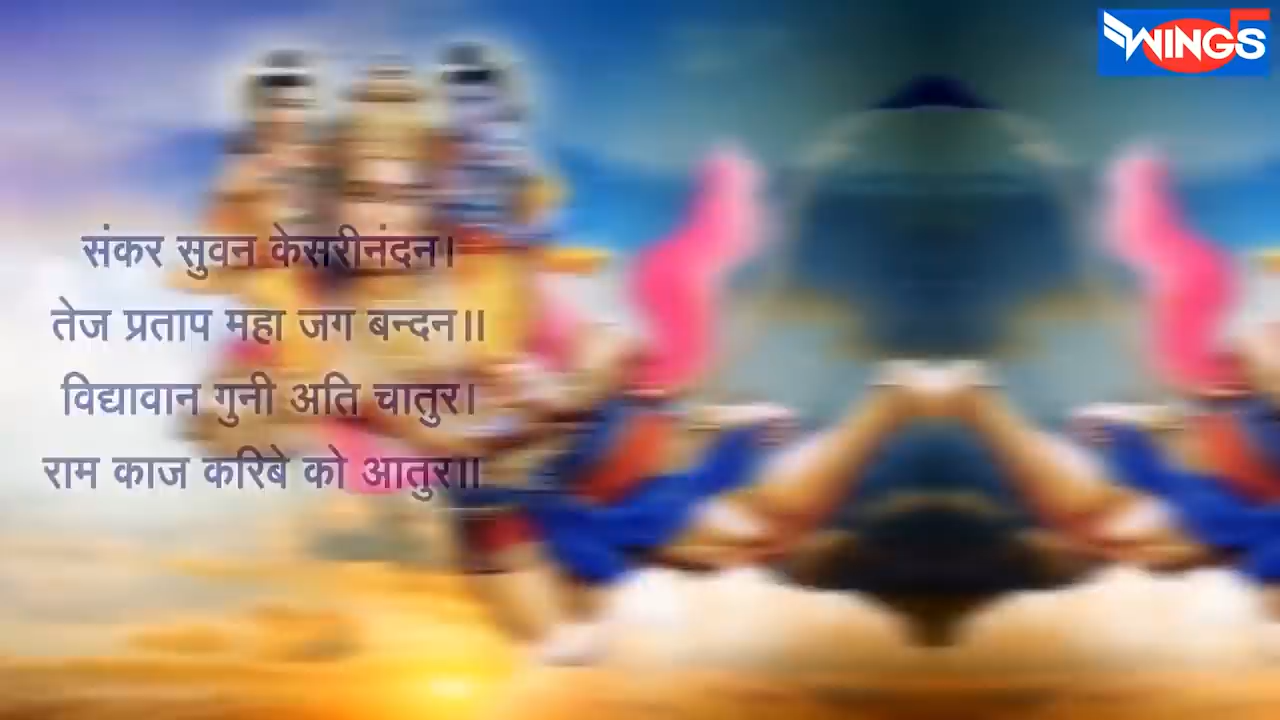 WINGS
संकर सुवन केसरीनंदन।
तेज प्रताप महा जग बन्दन॥
विद्यावान गुनी अति चातुर।
राम काज करिबे को आतुर॥